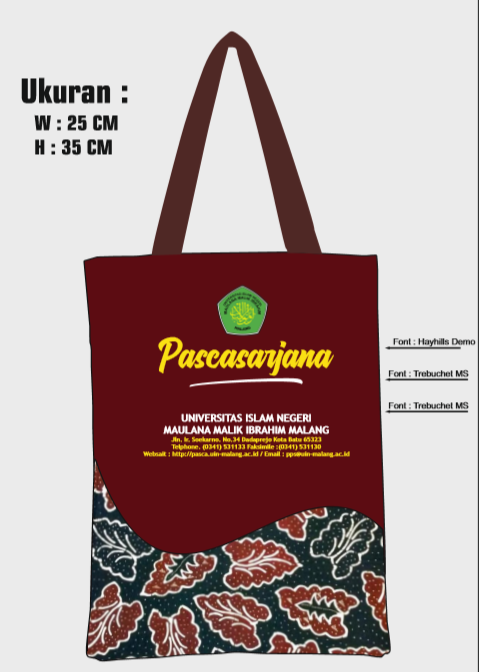 Ukuran :
W : 25 CM
H : 35 CM
MALANG
Pascasarjana
Font : Hayhills Demo
Font : Trebuchet MS
Font : Trebuchet MS
UNIVERSITAS ISLAM NEGERI
MAULANA MALIK IBRAHIM MALANG
Jln, Ir, Soekarno, No,34 Dadaprejo Kota Batu 65323
Telphone. (0341) 531133 Faksimile :(0341) 531130
Websait : http://pasca.uin-malang.ac.id / Email : pps@uin-malang.ac.id